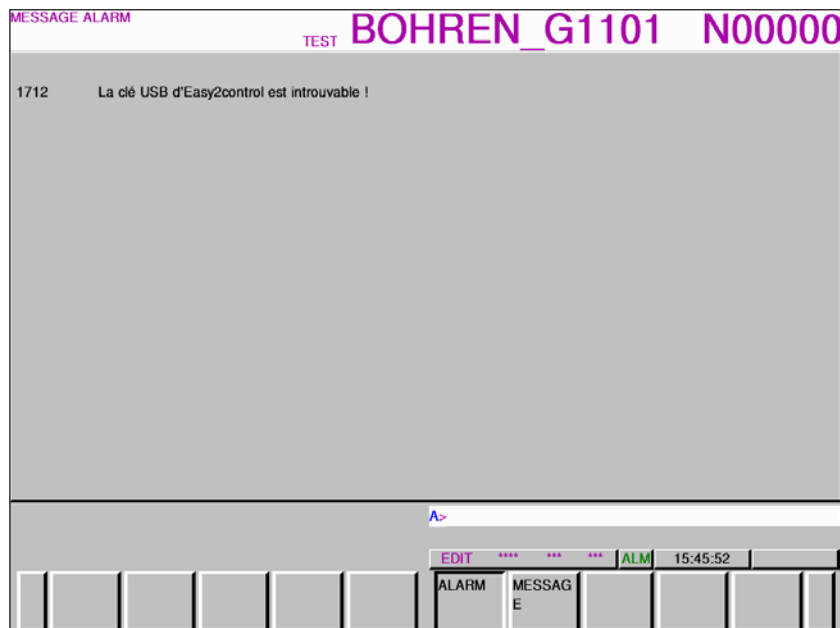 MESSAGE ALARM
TEST BOHREN_G1101 N00000
1712 La clé USB d'Easy2control est introuvable !
A>
EDIT **** *** *** ALM 15:45:52
ALARM MESSAG
E